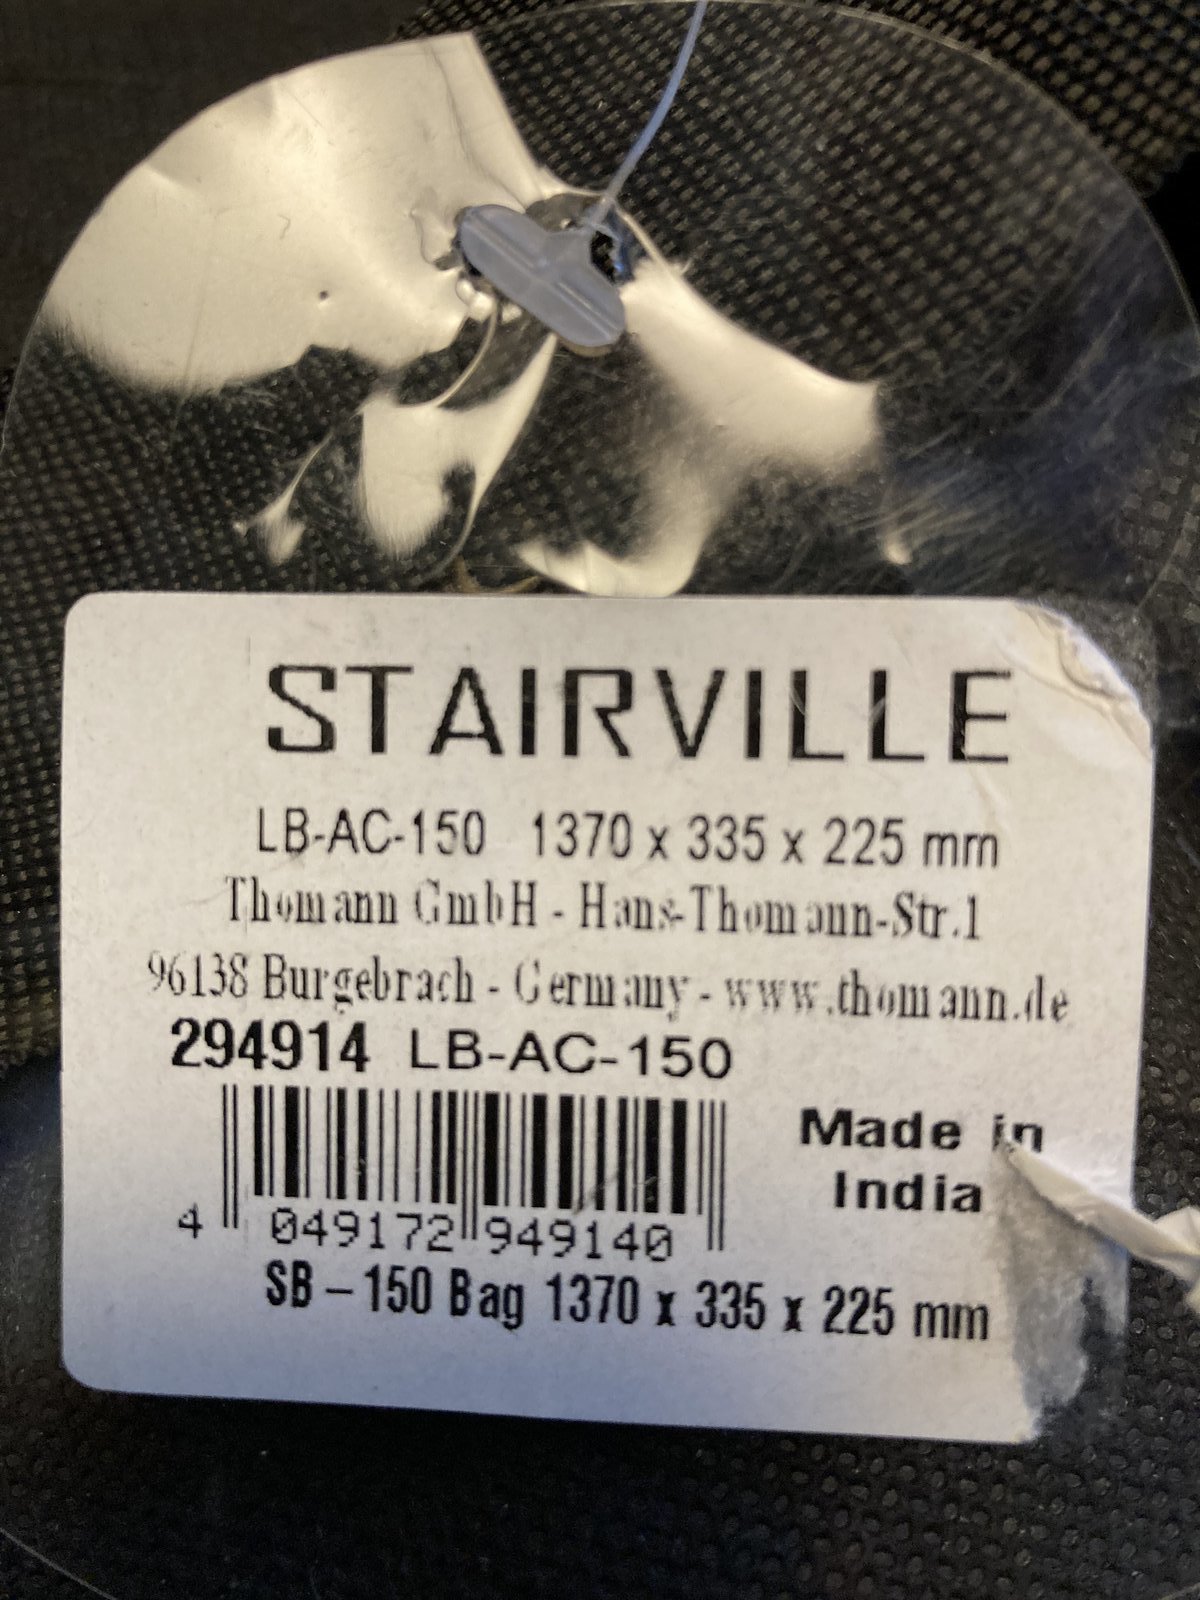 STAIRVILLE
LB-AC-150 1370 x 335 x 225 mm
Thomann GmbH - Hans-Thomann-Str.1
96138 Burgebrach - Germany - www.thomann.de
294914 LB-AC-150
Made in
India
4 049172 949140
SB - 150 Bag 1370 x 335 x 225 mm